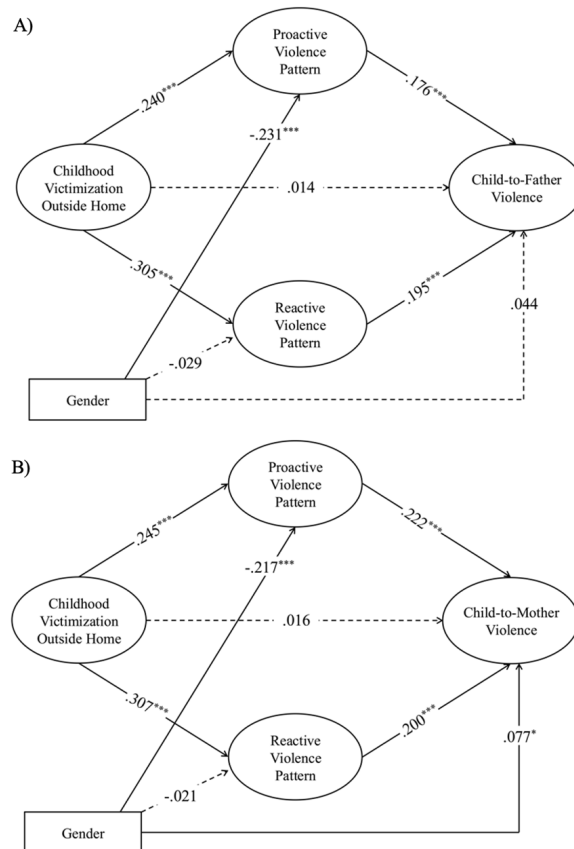 A)
Proactive
Violence
Pattern
.240***
.176***
-.231***
Childhood
Victimization
Outside Home
.014
Child-to-Father
Violence
.305***
.195***
Reactive
Violence
Pattern
.044
-.029
Gender
B)
Proactive
Violence
Pattern
.245***
.222***
-.217***
Childhood
Victimization
Outside Home
.016
Child-to-Mother
Violence
.307***
.200***
Reactive
Violence
Pattern
.077*
-.021
Gender